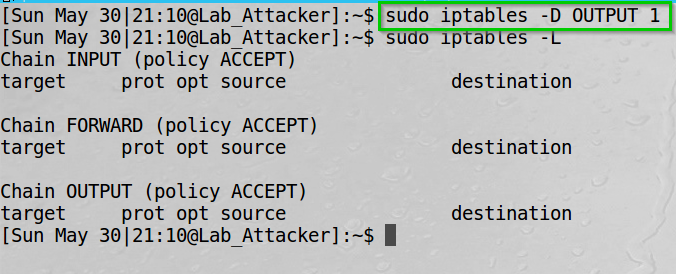 [Sun May 30|21:10@Lab_Attacker]:~$ sudo iptables -D OUTPUT 1
[Sun May 30|21:10@Lab_Attacker]:~$ sudo iptables -L
Chain INPUT (policy ACCEPT)
target     prot opt source               destination

Chain FORWARD (policy ACCEPT)
target     prot opt source               destination

Chain OUTPUT (policy ACCEPT)
target     prot opt source               destination
[Sun May 30|21:10@Lab_Attacker]:~$